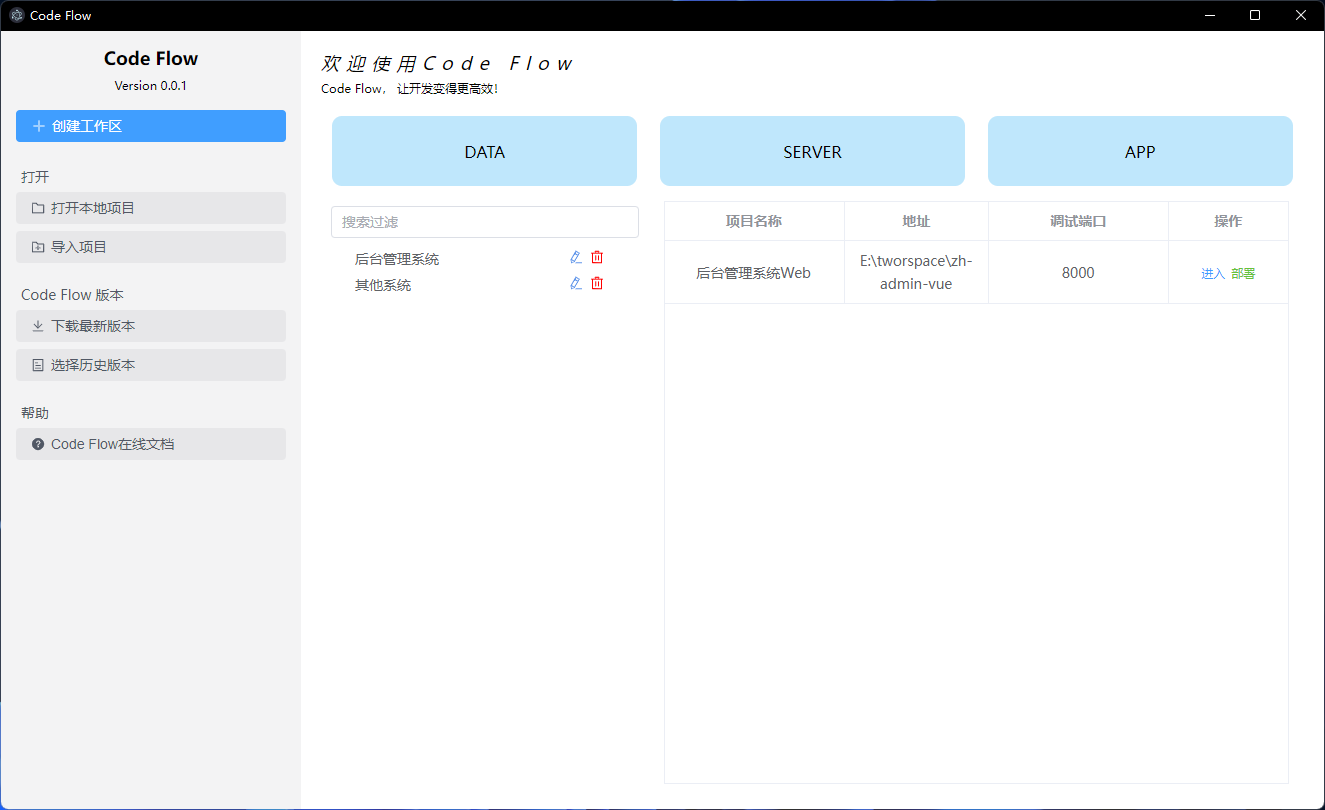 Code Flow
Code Flow
Version 0.0.1
创建工作区
打开
打开本地项目
导入项目
Code Flow 版本
下载最新版本
选择历史版本
帮助
Code Flow在线文档
欢迎使用Code Flow
Code Flow， 让开发变得更高效!
DATA SERVER APP
搜索过滤
后台管理系统
其他系统
项目名称 地址 调试端口 操作
后台管理系统Web E:\tworspace\zh- 8000 进入 部署
admin-vue